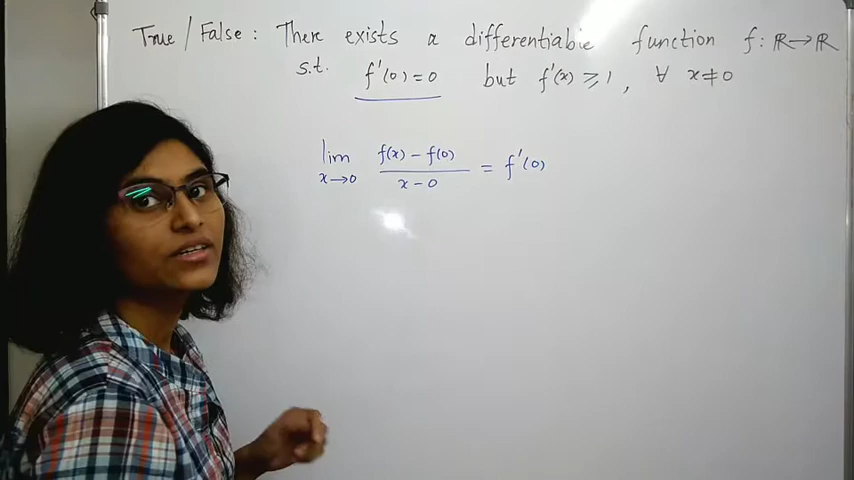 True / False : There exists a differentiable function f : ℝ → ℝ
s.t. f'(0) = 0 but f'(x) ⩾ 1 , ∀ x ≠ 0
lim f(x) - f(0)
x→0 x - 0 = f'(0)